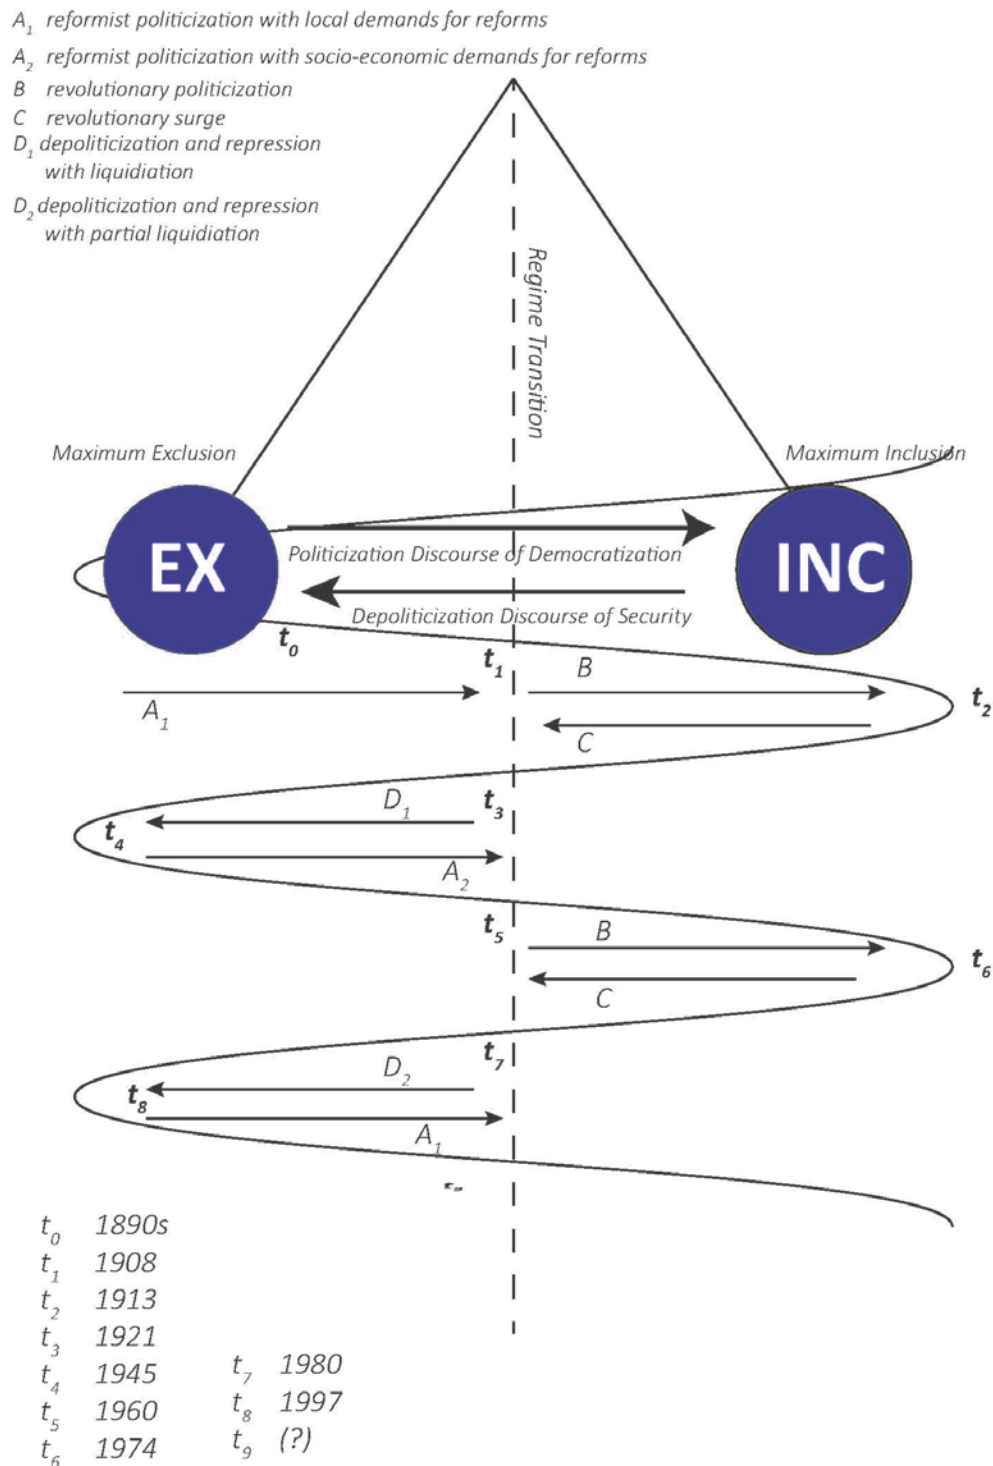 A1 reformist politicization with local demands for reforms
A2 reformist politicization with socio-economic demands for reforms
B revolutionary politization
C revolutionary surge
D1 depoliticization and repression
with liquidiation
D2 depoliticization and repression
with partial liquidiation
Regime Transition
Maximum Exclusion
Maximum Inclusion
EX
INC
Politicization Discourse of Democratization
Depoliticization Discourse of Security
t0
t1
B
A1
t2
C
D1
t3
t4
A2
t5
B
t6
C
t7
D2
t8
A1
t0 1890s
t1 1908
t2 1913
t3 1921
t4 1945
t5 1960
t6 1974
t7 1980
t8 1997
t9 (?)